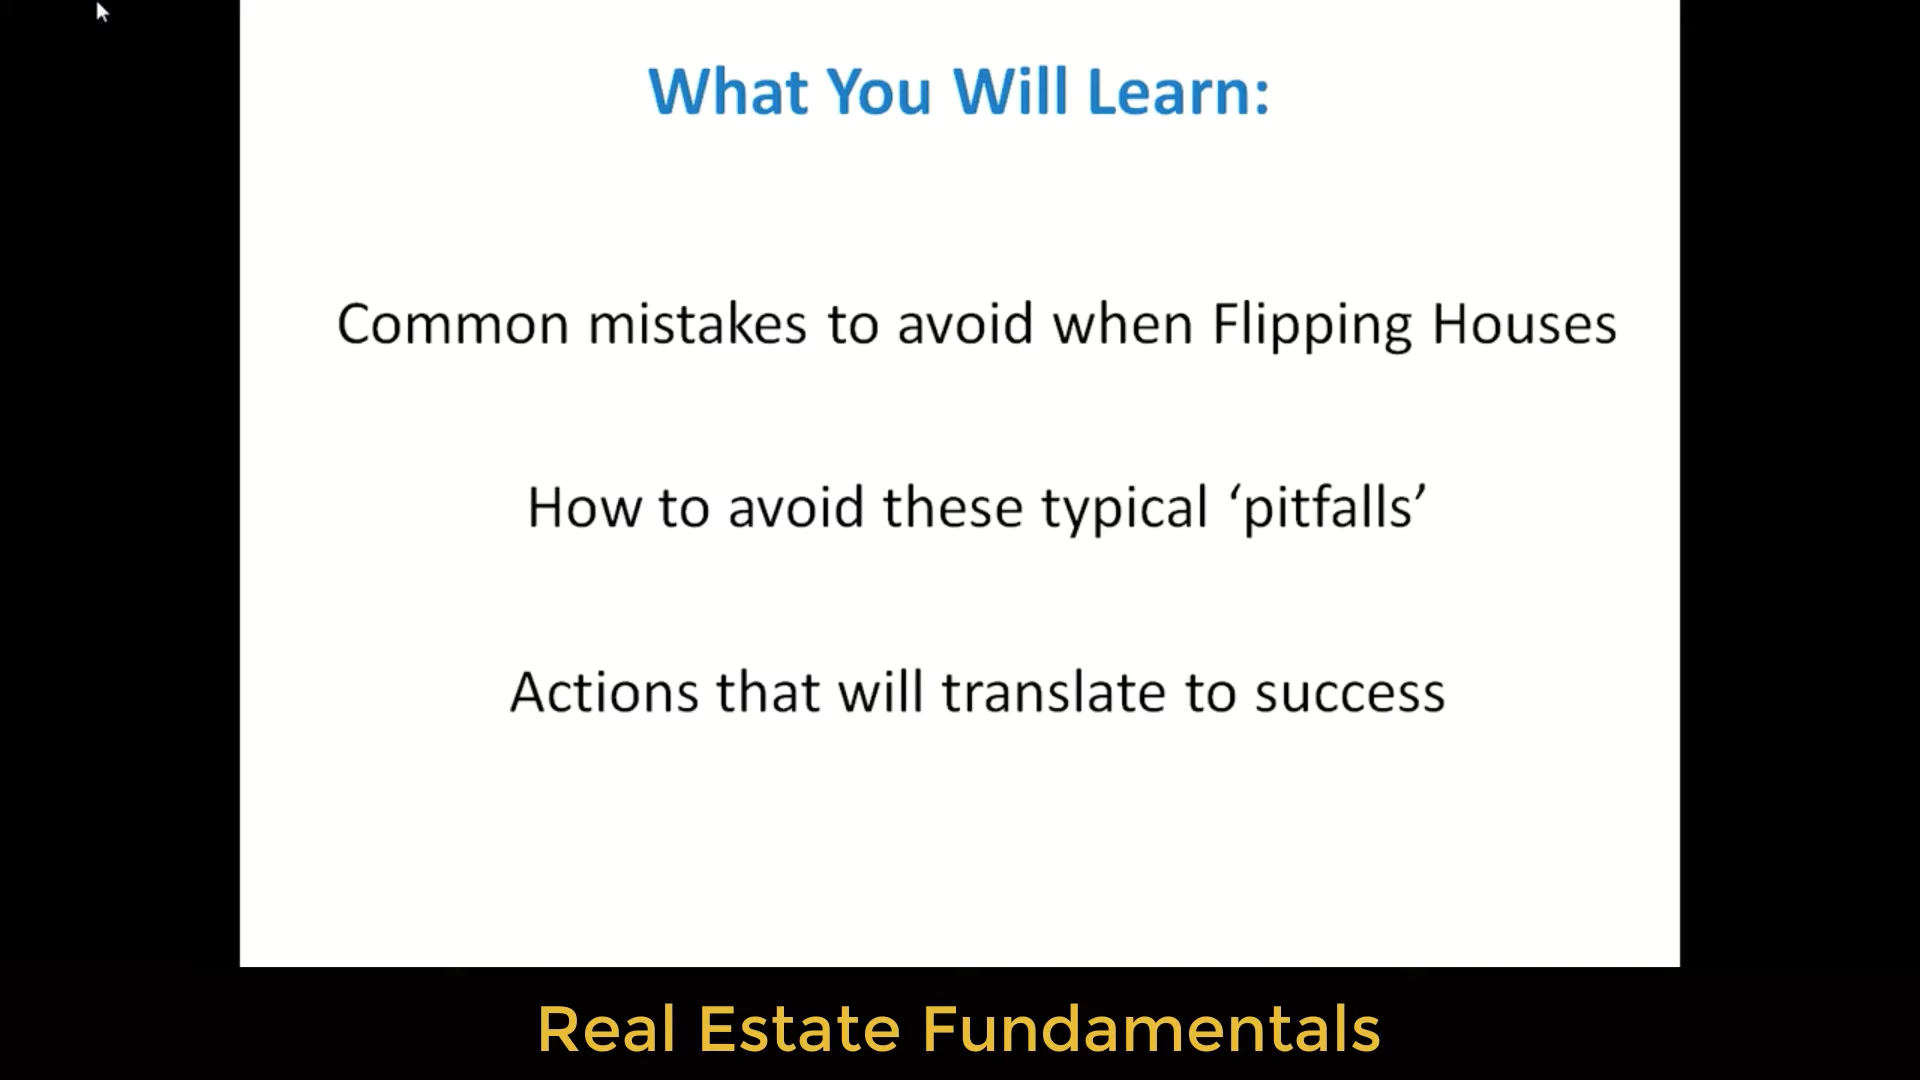 What You Will Learn:
Common mistakes to avoid when Flipping Houses
How to avoid these typical ‘pitfalls’
Actions that will translate to success
Real Estate Fundamentals